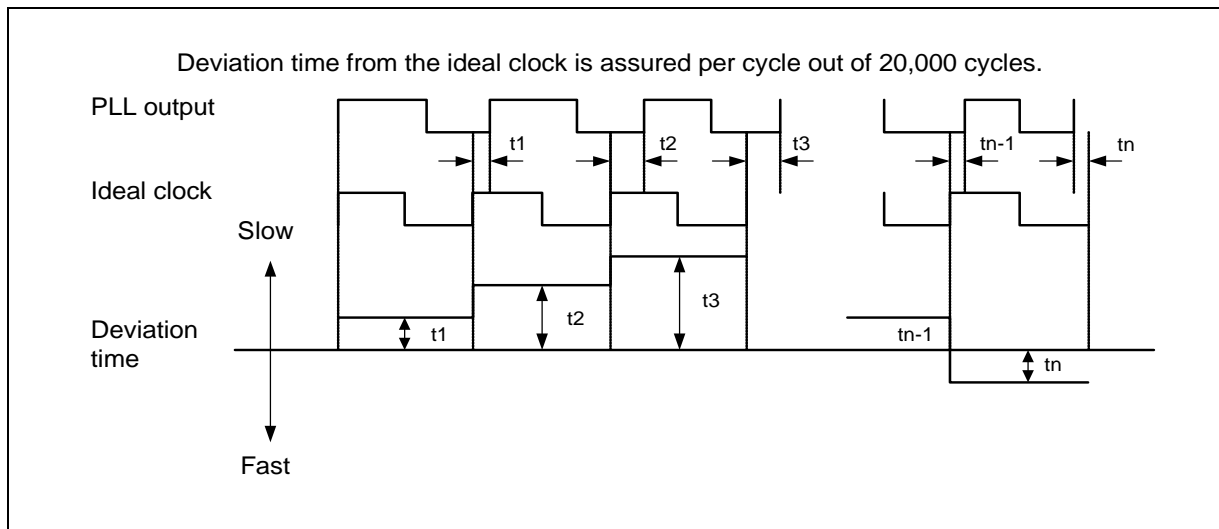 Deviation time from the ideal clock is assured per cycle out of 20,000 cycles.
PLL output
t1
t2
t3
tn-1
tn
Ideal clock
Slow
t1
t2
t3
Deviation
time
tn-1
tn
Fast